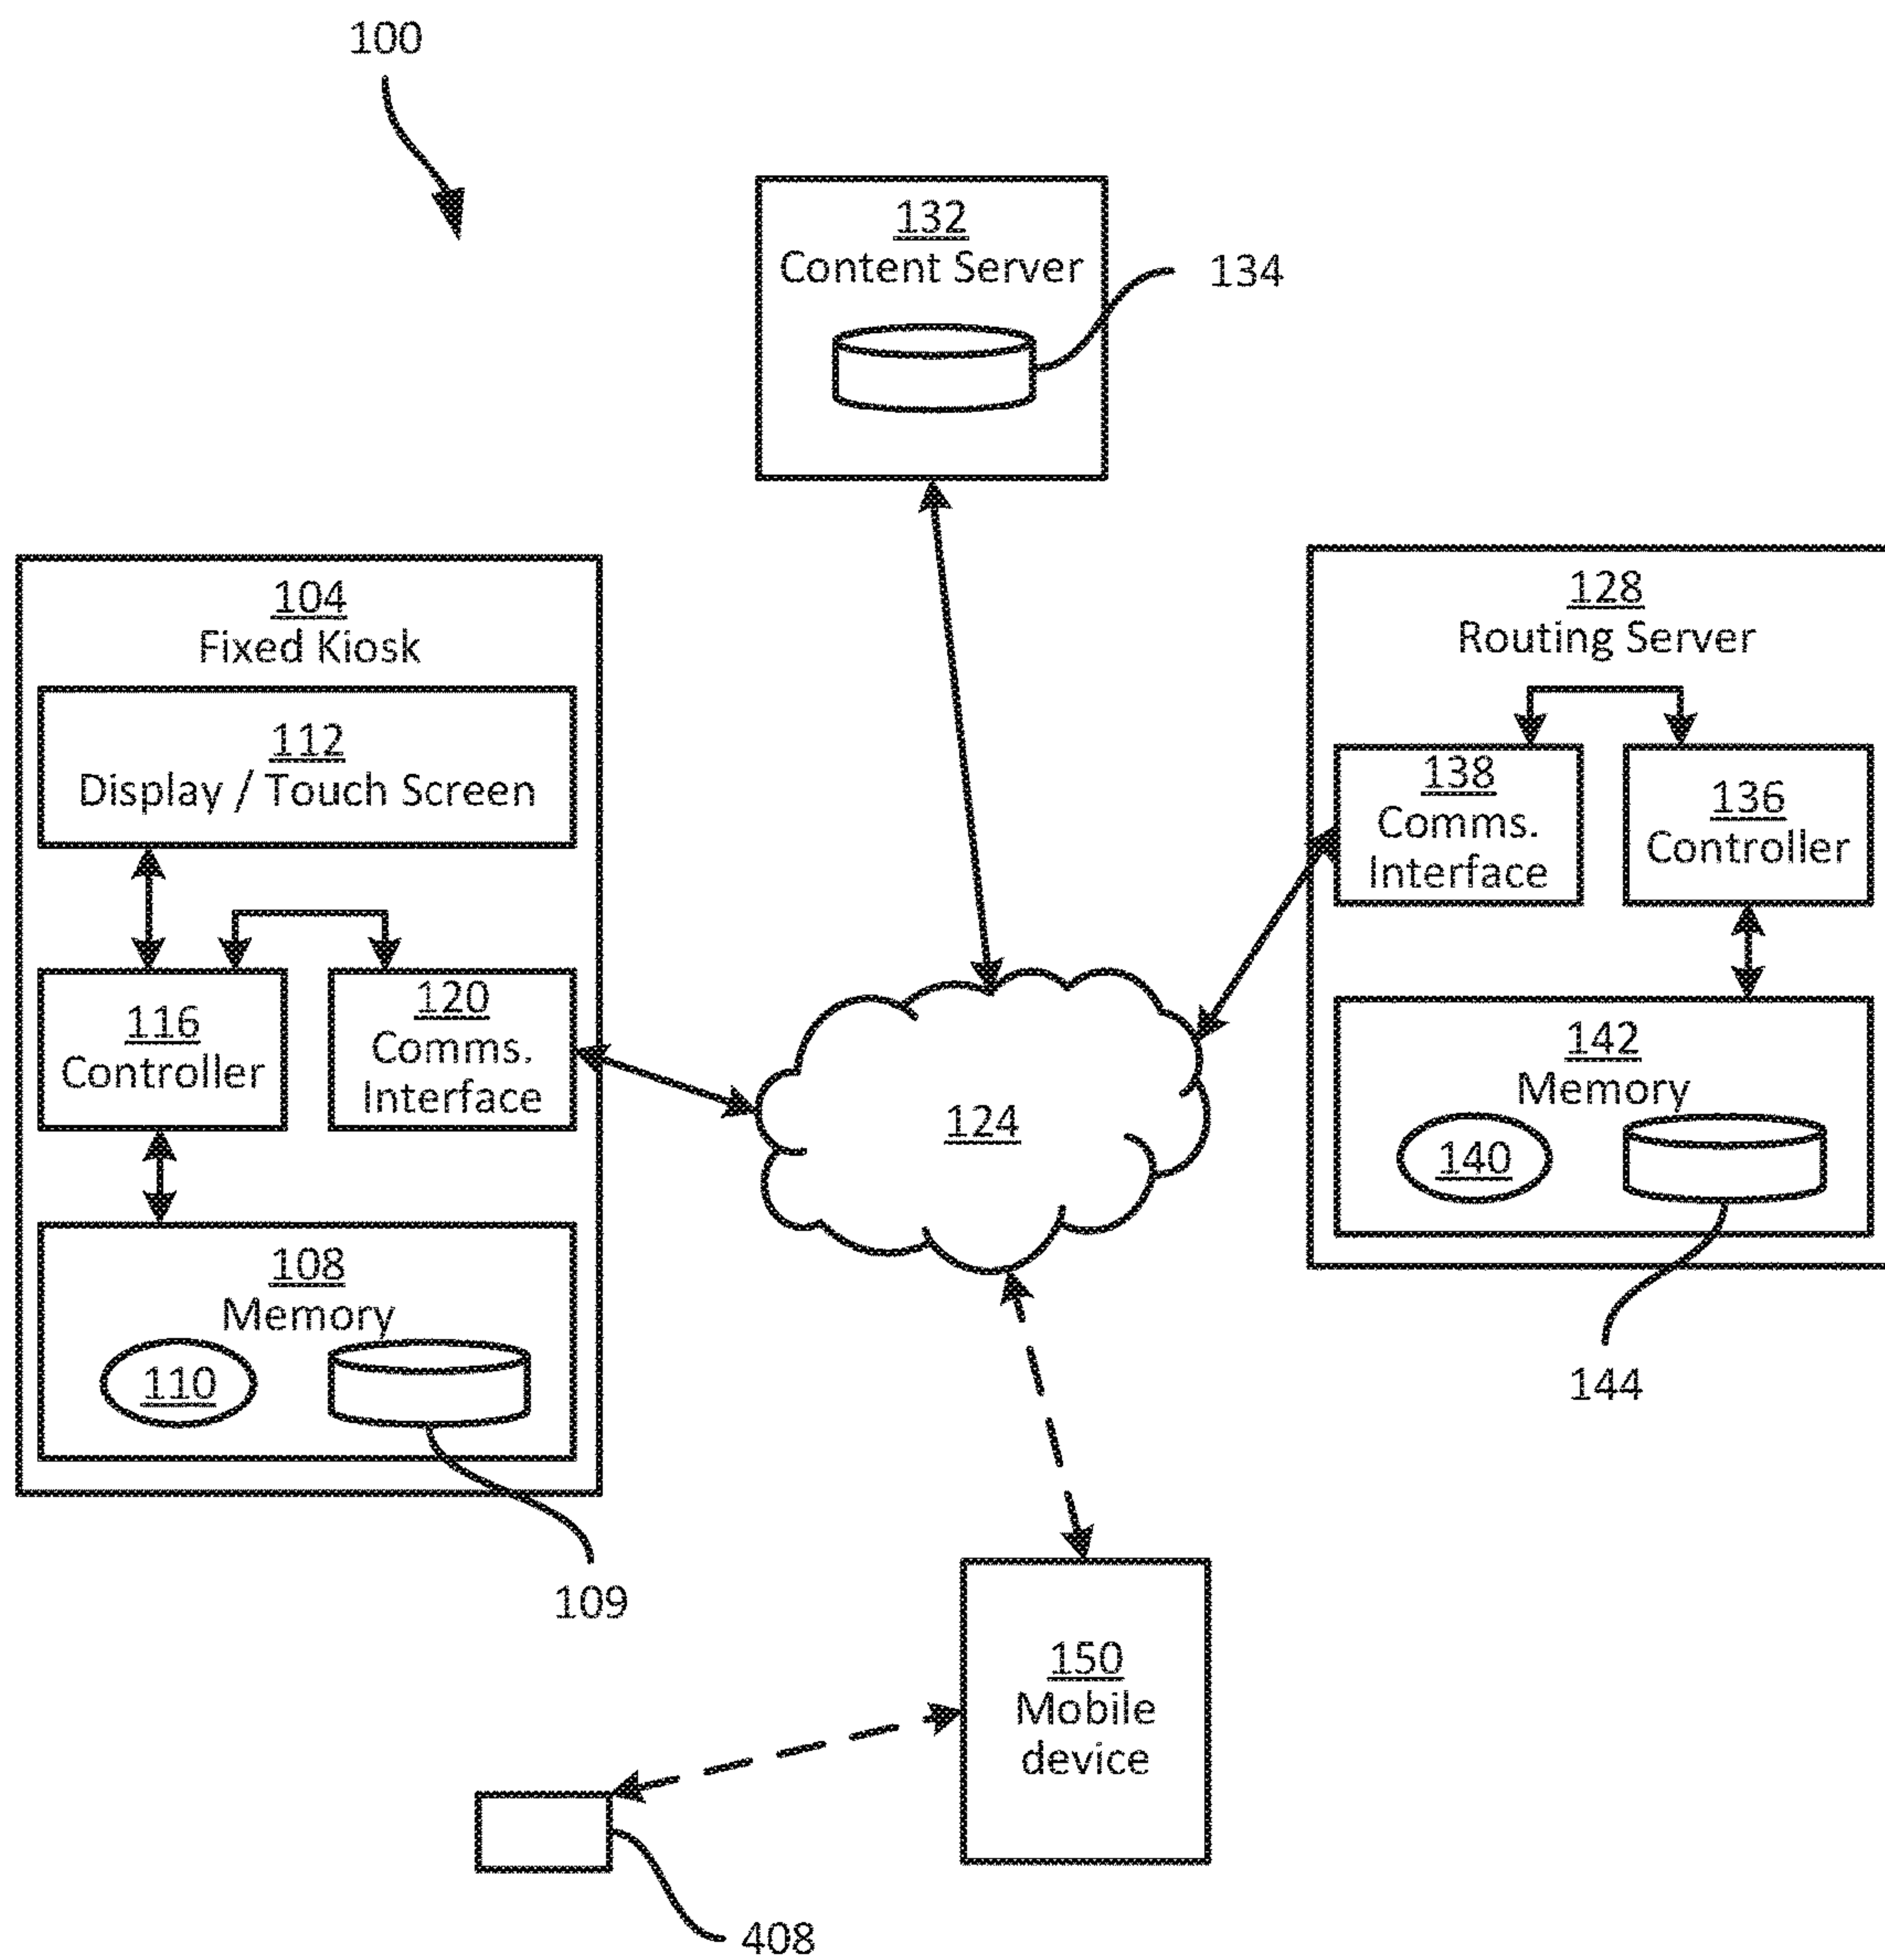 100
132
Content Server
134
104
Fixed Kiosk
112
Display / Touch Screen
116
Controller
120
Comms.
Interface
108
Memory
110
109
124
128
Routing Server
138
Comms.
Interface
136
Controller
142
Memory
140
144
150
Mobile
device
408